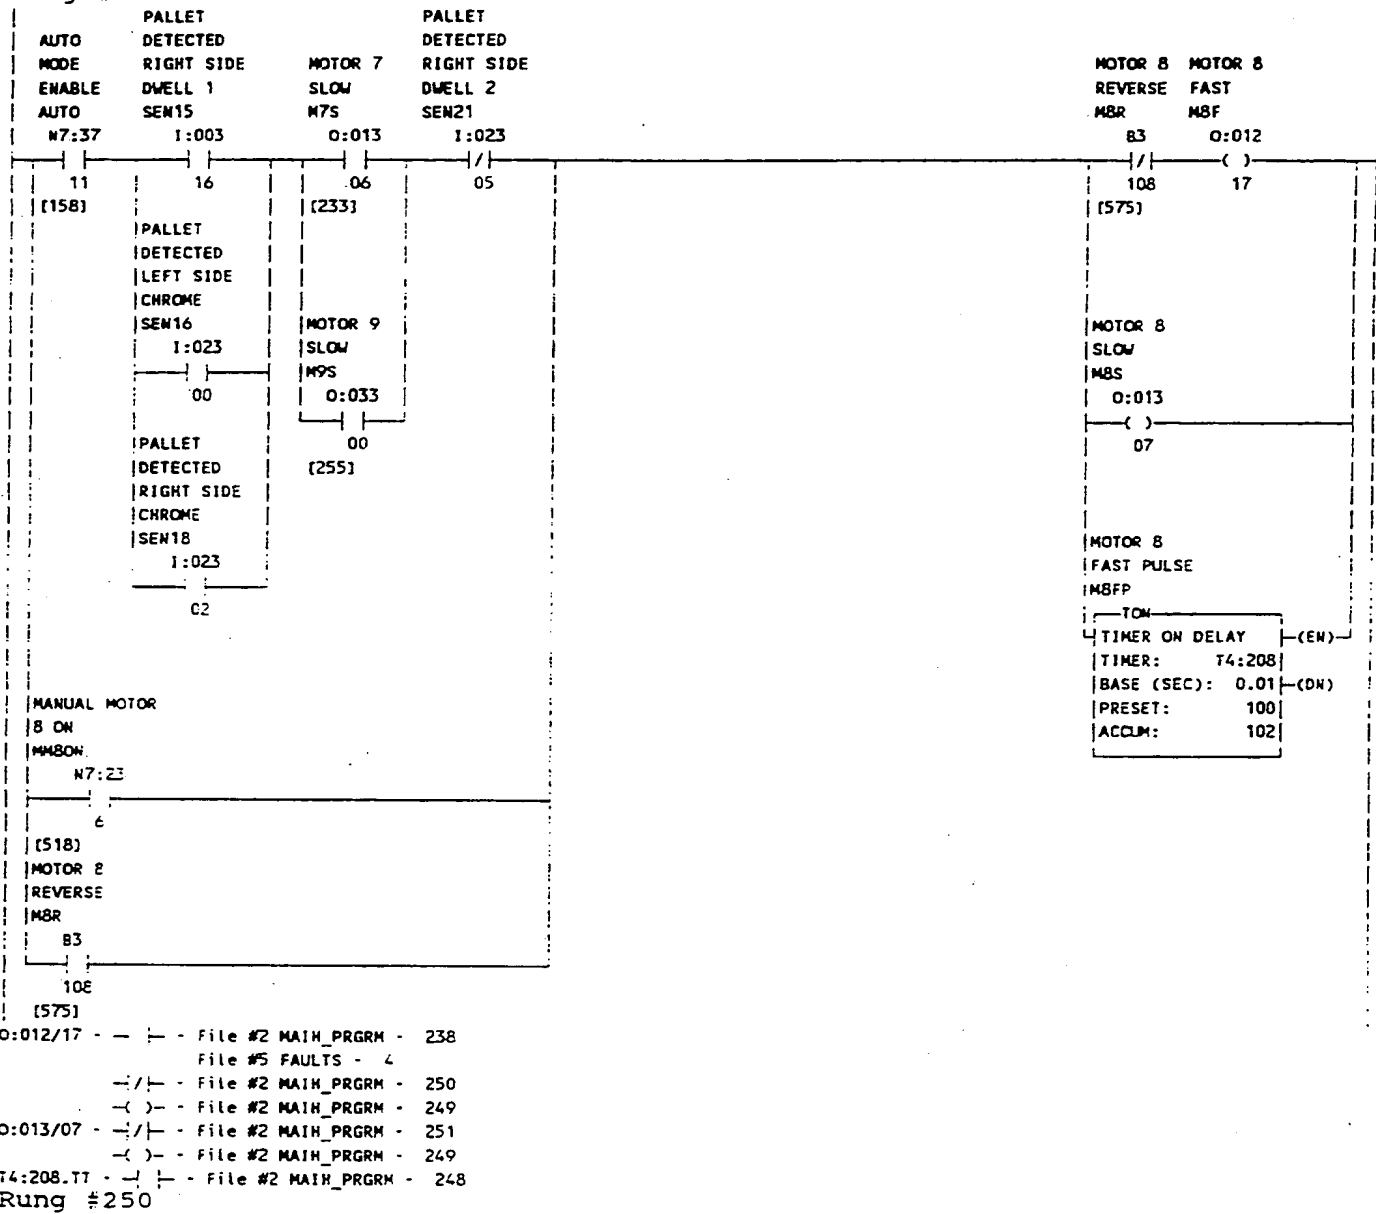 PALLET PALLET
AUTO DETECTED DETECTED
MODE RIGHT SIDE MOTOR 7 RIGHT SIDE MOTOR 8 MOTOR 8
ENABLE DWELL 1 SLOW DWELL 2 REVERSE FAST
AUTO SEN15 M7S SEN21 M8R M8F
N7:37 I:003 O:013 I:023 B3 O:012
11 16 06 05 108 17
[158] [233] [575]
PALLET
DETECTED
LEFT SIDE
CHROME
SEN16 MOTOR 9 MOTOR 8
I:023 SLOW SLOW
M9S M8S
00 O:033 O:013
PALLET 00 07
DETECTED [255]
RIGHT SIDE
CHROME
SEN18 MOTOR 8
I:023 FAST PULSE
M8FP
02 TON
TIMER ON DELAY (EN)
TIMER: T4:208
BASE (SEC): 0.01 (DN)
MANUAL MOTOR PRESET: 100
8 ON ACCUM: 102
MM8ON
N7:23
6
[518]
MOTOR 8
REVERSE
M8R
B3
108
[575]
O:012/17 - -| |- - File #2 MAIN_PRGRM - 238
File #5 FAULTS - 4
-|/|- - File #2 MAIN_PRGRM - 250
-( )- - File #2 MAIN_PRGRM - 249
O:013/07 - -|/|- - File #2 MAIN_PRGRM - 251
-( )- - File #2 MAIN_PRGRM - 249
T4:208.TT - -| |- - File #2 MAIN_PRGRM - 248
Rung #250